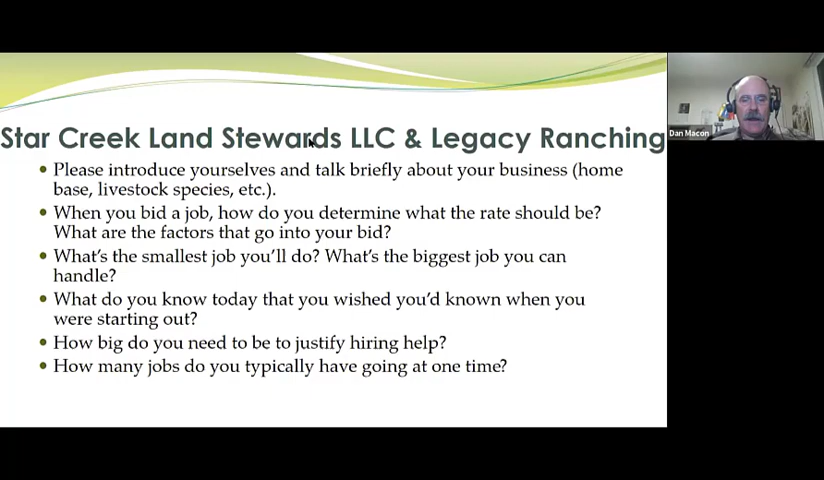 Star Creek Land Stewards LLC & Legacy Ranching
Dan Macon
• Please introduce yourselves and talk briefly about your business (home
base, livestock species, etc.).
• When you bid a job, how do you determine what the rate should be?
What are the factors that go into your bid?
• What's the smallest job you'll do? What's the biggest job you can
handle?
• What do you know today that you wished you'd known when you
were starting out?
• How big do you need to be to justify hiring help?
• How many jobs do you typically have going at one time?